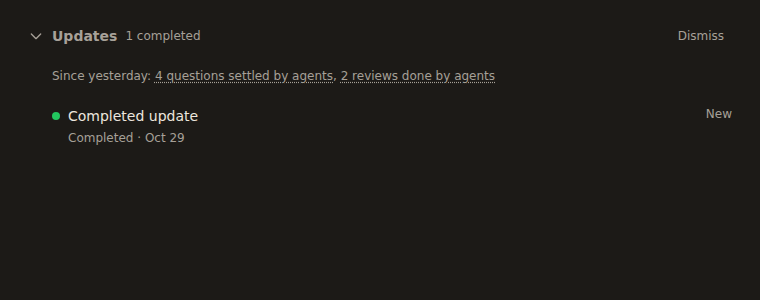 Updates 1 completed Dismiss
Since yesterday: 4 questions settled by agents, 2 reviews done by agents
Completed update New
Completed · Oct 29